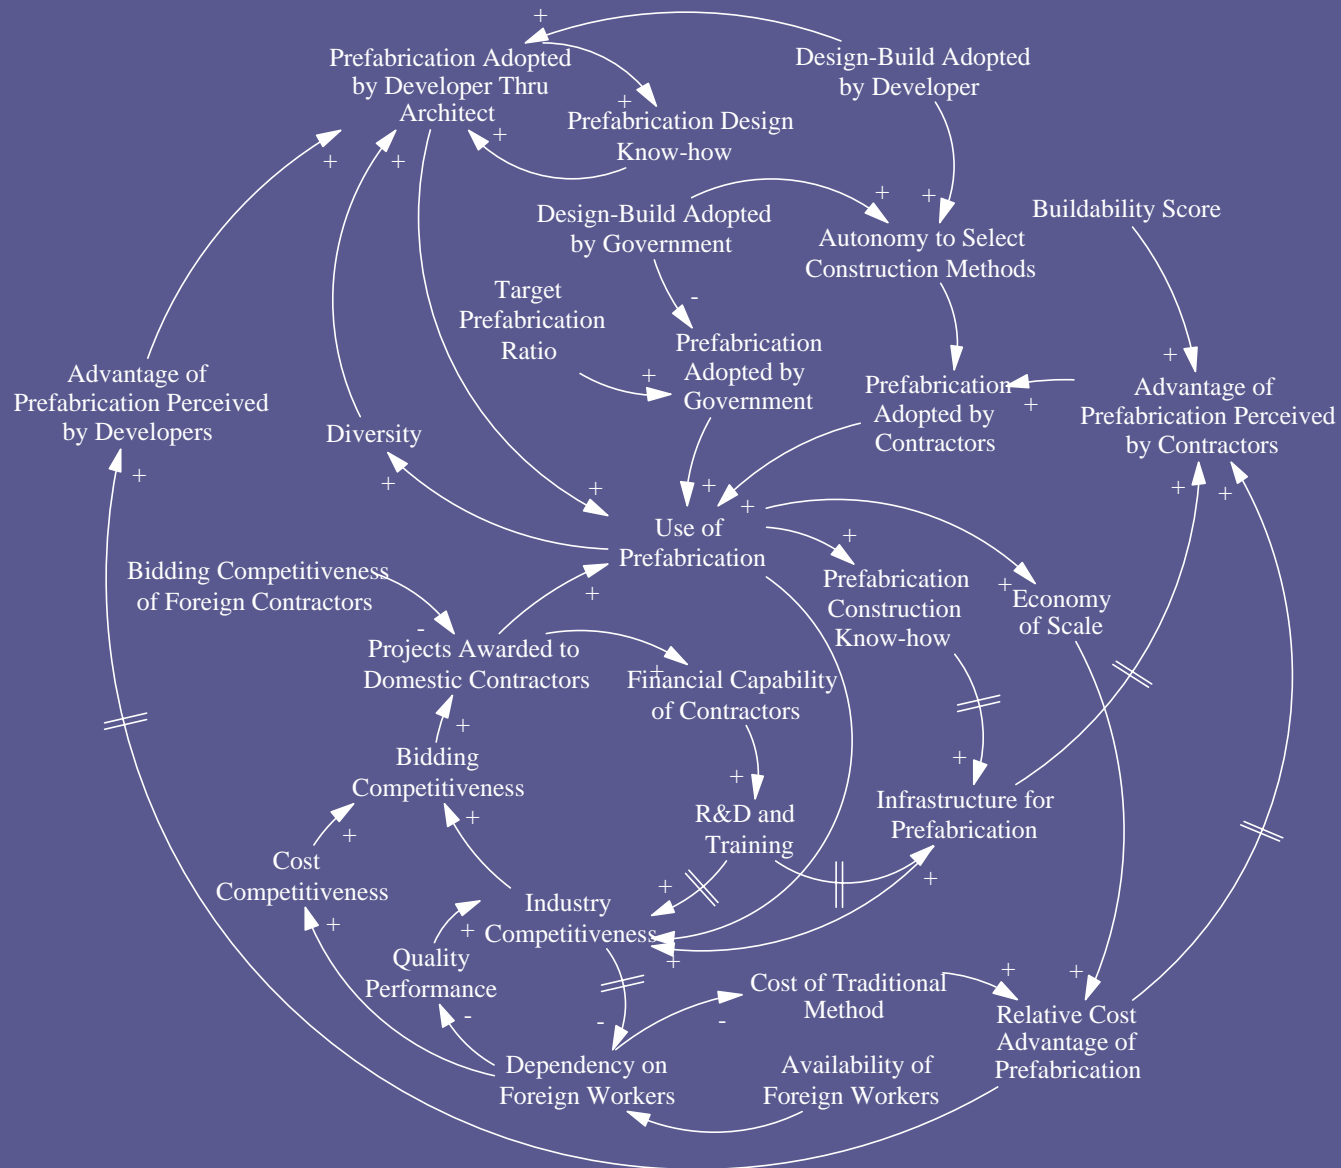 +
Prefabrication Adopted
by Developer Thru
Architect
Design-Build Adopted
by Developer
+
Prefabrication Design
Know-how
+
+
+
+
+
Design-Build Adopted
by Government
Autonomy to Select
Construction Methods
Buildability Score
Target
Prefabrication
Ratio
-
Prefabrication
Adopted by
Government
+
+
Advantage of
Prefabrication Perceived
by Developers
Prefabrication
Adopted by
Contractors
+
Advantage of
Prefabrication Perceived
by Contractors
Diversity
+
+
+
+
+
+
+
Use of
Prefabrication
+
Bidding Competitiveness
of Foreign Contractors
-
+
Prefabrication
Construction
Know-how
+
Economy
of Scale
Projects Awarded to
Domestic Contractors
+
Financial Capability
of Contractors
+
Bidding
Competitiveness
+
+
R&D and
Training
Infrastructure for
Prefabrication
+
+
Cost
Competitiveness
+
+
Industry
Competitiveness
+
+
+
Quality
Performance
-
Cost of Traditional
Method
+
+
-
-
Relative Cost
Advantage of
Prefabrication
Dependency on
Foreign Workers
Availability of
Foreign Workers